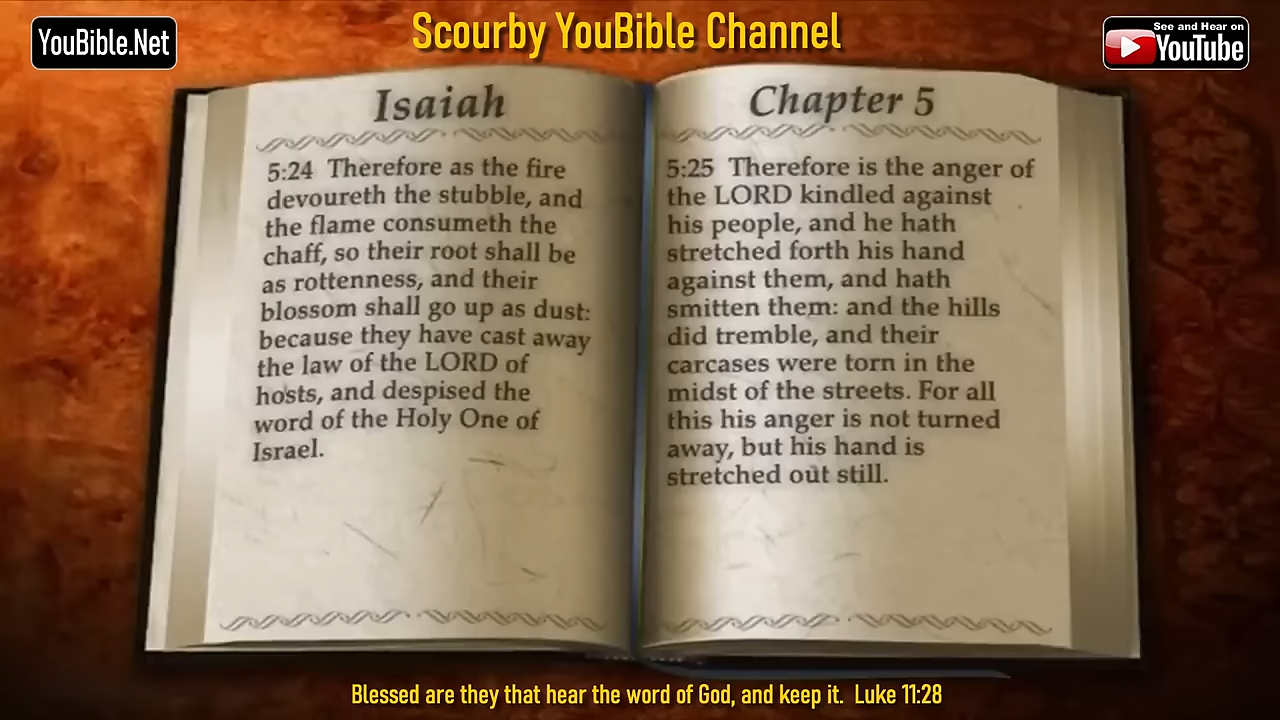 YouBible.Net
Scourby YouBible Channel
See and Hear on
YouTube
Isaiah
5:24 Therefore as the fire
devoureth the stubble, and
the flame consumeth the
chaff, so their root shall be
as rottenness, and their
blossom shall go up as dust:
because they have cast away
the law of the LORD of
hosts, and despised the
word of the Holy One of
Israel.
Chapter 5
5:25 Therefore is the anger of
the LORD kindled against
his people, and he hath
stretched forth his hand
against them, and hath
smitten them: and the hills
did tremble, and their
carcases were torn in the
midst of the streets. For all
this his anger is not turned
away, but his hand is
stretched out still.
Blessed are they that hear the word of God, and keep it. Luke 11:28